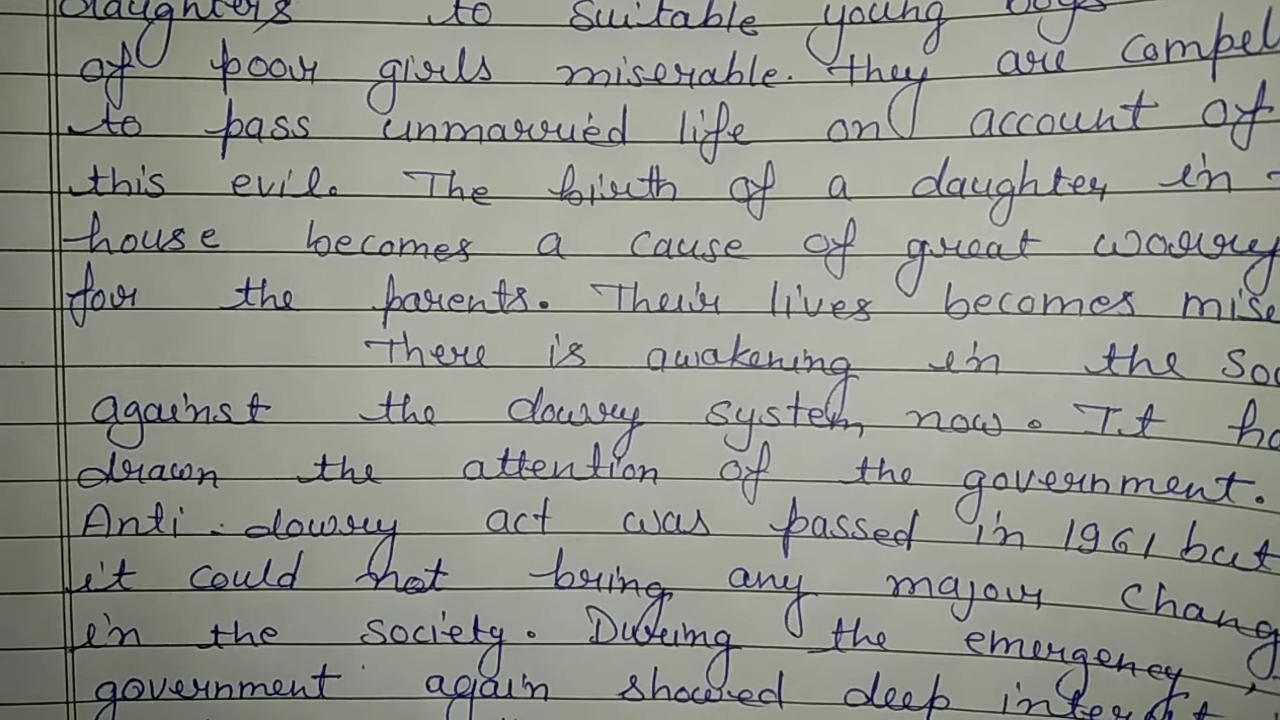 daughters to suitable young boys
of poor girls miserable. They are compel
to pass unmarried life on account of
this evil. The birth of a daughter in
house becomes a cause of great worry
for the parents. Their lives becomes mise
There is awakening in the Soc
against the dowry system now. It ha
drawn the attention of the government.
Anti-dowry act was passed in 1961 but
it could not bring any major chang
in the society. During the emergency
government again showed deep interest